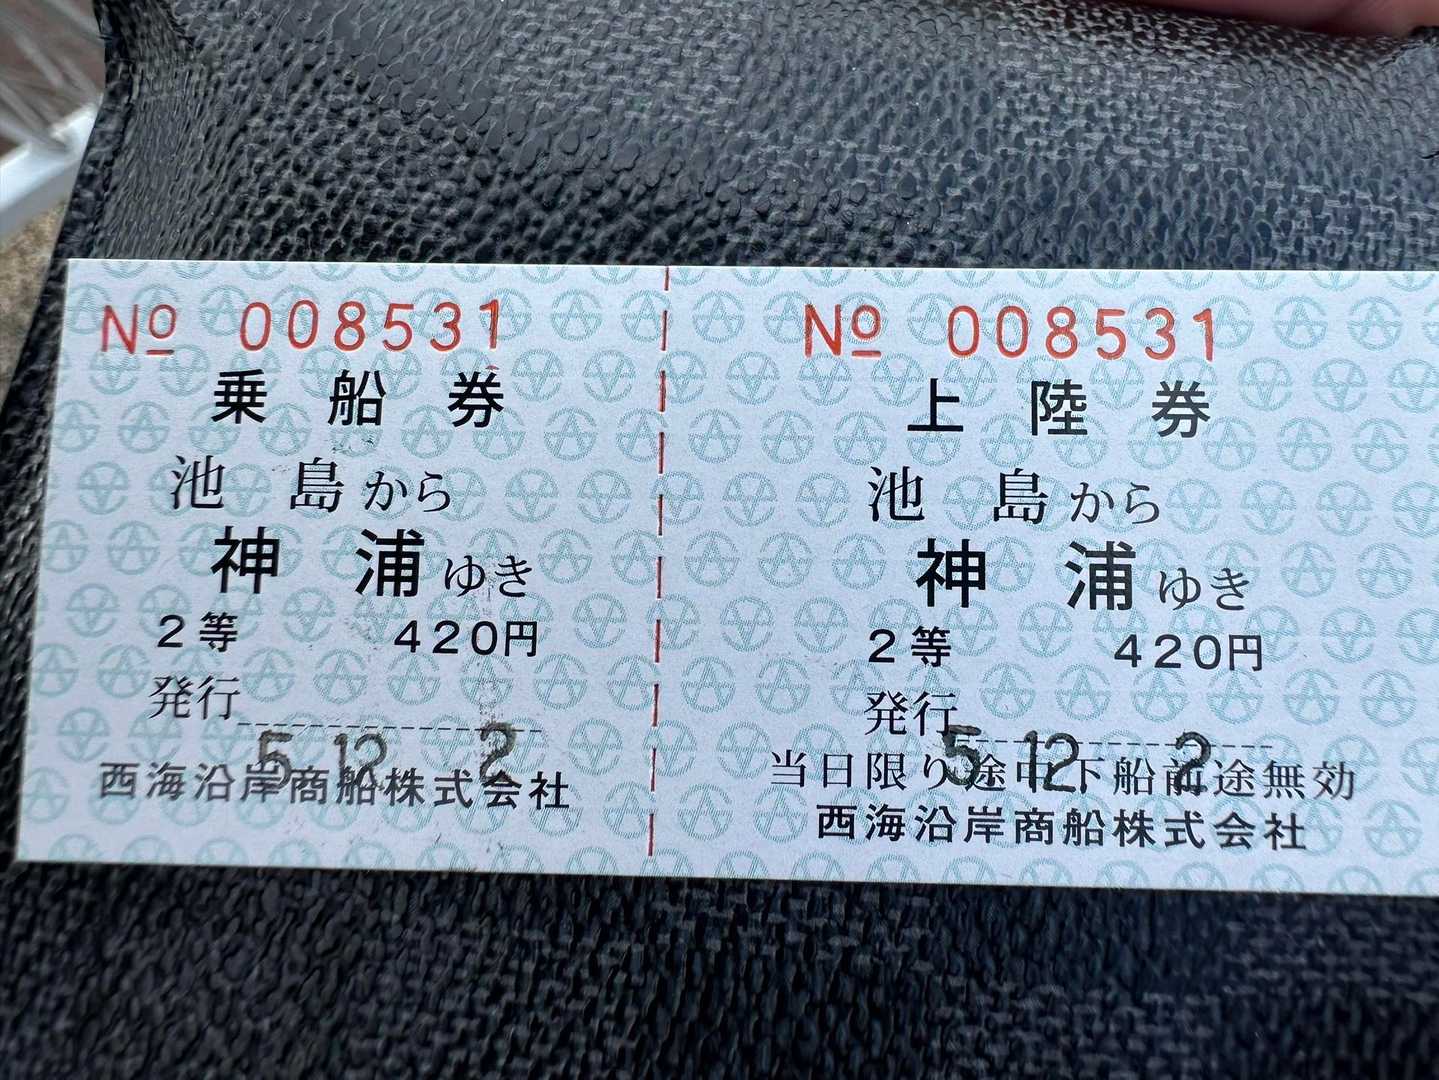 No 008531
乗船券
池島から
神浦ゆき
2等 420円
発行
5.12. 2
西海沿岸商船株式会社
No 008531
上陸券
池島から
神浦ゆき
2等 420円
発行
5.12. 2
当日限り途中下船前途無効
西海沿岸商船株式会社